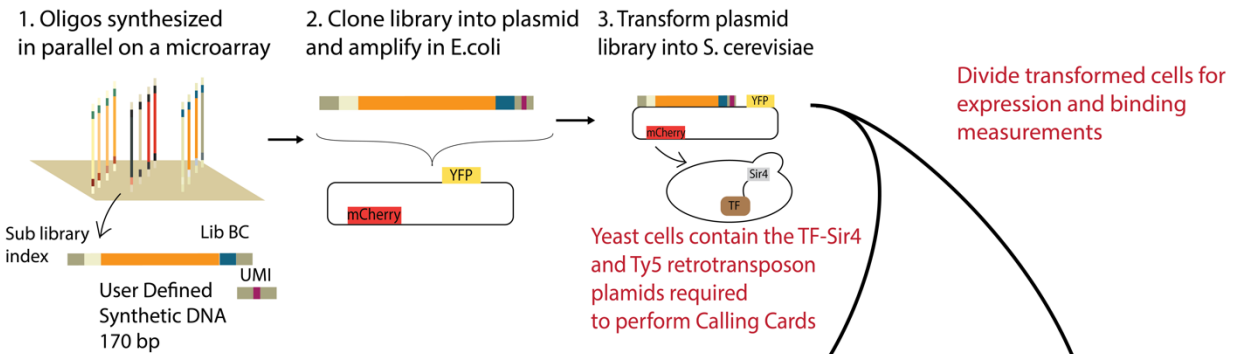 1. Oligos synthesized
in parallel on a microarray
Sub library
index
Lib BC
UMI
User Defined
Synthetic DNA
170 bp
2. Clone library into plasmid
and amplify in E.coli
YFP
mCherry
3. Transform plasmid
library into S. cerevisiae
YFP
mCherry
Sir4
TF
Yeast cells contain the TF-Sir4
and Ty5 retrotransposon
plamids required
to perform Calling Cards
Divide transformed cells for
expression and binding
measurements